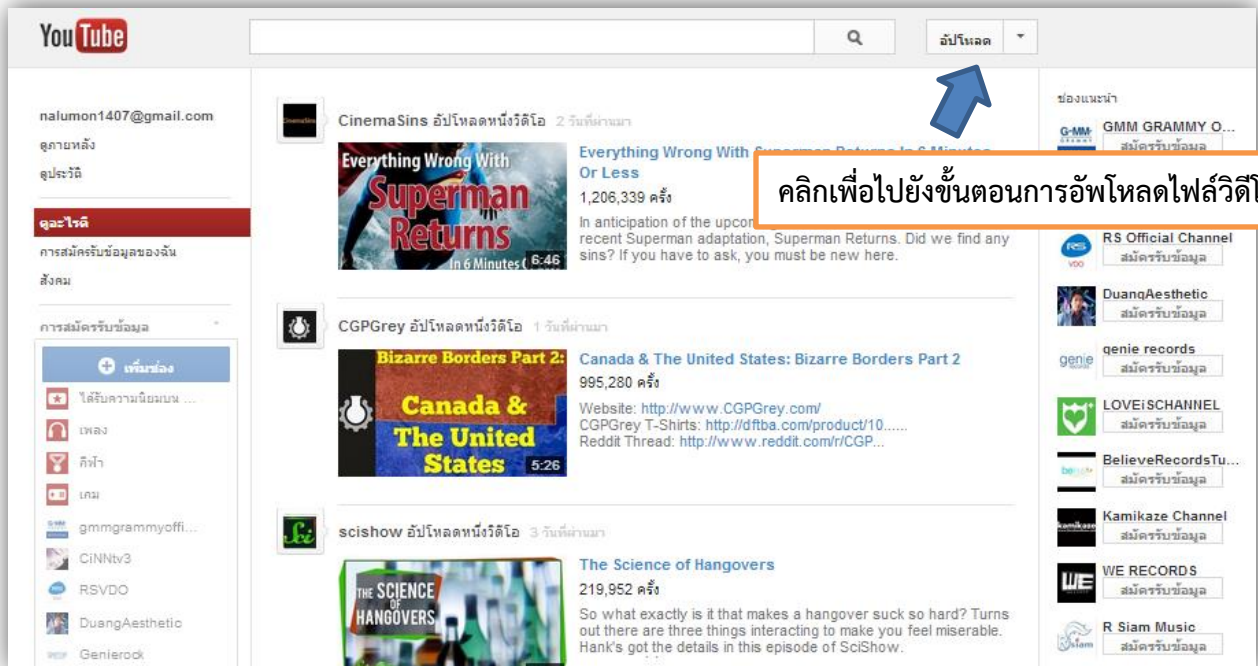 You Tube
อัปโหลด
nalumon1407@gmail.com
ดูภายหลัง
ดูประวัติ
ดูอะไรดี
การสมัครรับข้อมูลของฉัน
สังคม
การสมัครรับข้อมูล
เพิ่มช่อง
ได้รับความนิยมบน ...
เพลง
กีฬา
เกม
gmmgrammyoffi...
CiNNtv3
RSVDO
DuangAesthetic
Genierock
CinemaSins อัปโหลดหนึ่งวิดีโอ 2 วันที่ผ่านมา
Everything Wrong With
Superman
Returns
In 6 Minutes
6:46
Everything Wrong With Superman Returns In 6 Minutes
Or Less
1,206,339 ครั้ง
In anticipation of the upcom
recent Superman adaptation, Superman Returns. Did we find any
sins? If you have to ask, you must be new here.
คลิกเพื่อไปยังขั้นตอนการอัพโหลดไฟล์วิดีโ
CGPGrey อัปโหลดหนึ่งวิดีโอ 1 วันที่ผ่านมา
Bizarre Borders Part 2:
Canada &
The United
States
5:26
Canada & The United States: Bizarre Borders Part 2
995,280 ครั้ง
Website: http://www.CGPGrey.com/
CGPGrey T-Shirts: http://dftba.com/product/10......
Reddit Thread: http://www.reddit.com/r/CGP...
scishow อัปโหลดหนึ่งวิดีโอ 3 วันที่ผ่านมา
Sci
THE SCIENCE
OF
HANGOVERS
The Science of Hangovers
219,952 ครั้ง
So what exactly is it that makes a hangover suck so hard? Turns
out there are three things interacting to make you feel miserable.
Hank's got the details in this episode of SciShow.
ช่องแนะนำ
GMM GRAMMY O...
สมัครรับข้อมูล
RS Official Channel
สมัครรับข้อมูล
DuangAesthetic
สมัครรับข้อมูล
genie records
สมัครรับข้อมูล
LOVEiSCHANNEL
สมัครรับข้อมูล
BelieveRecordsTu...
สมัครรับข้อมูล
Kamikaze Channel
สมัครรับข้อมูล
WE RECORDS
สมัครรับข้อมูล
R Siam Music
สมัครรับข้อมูล